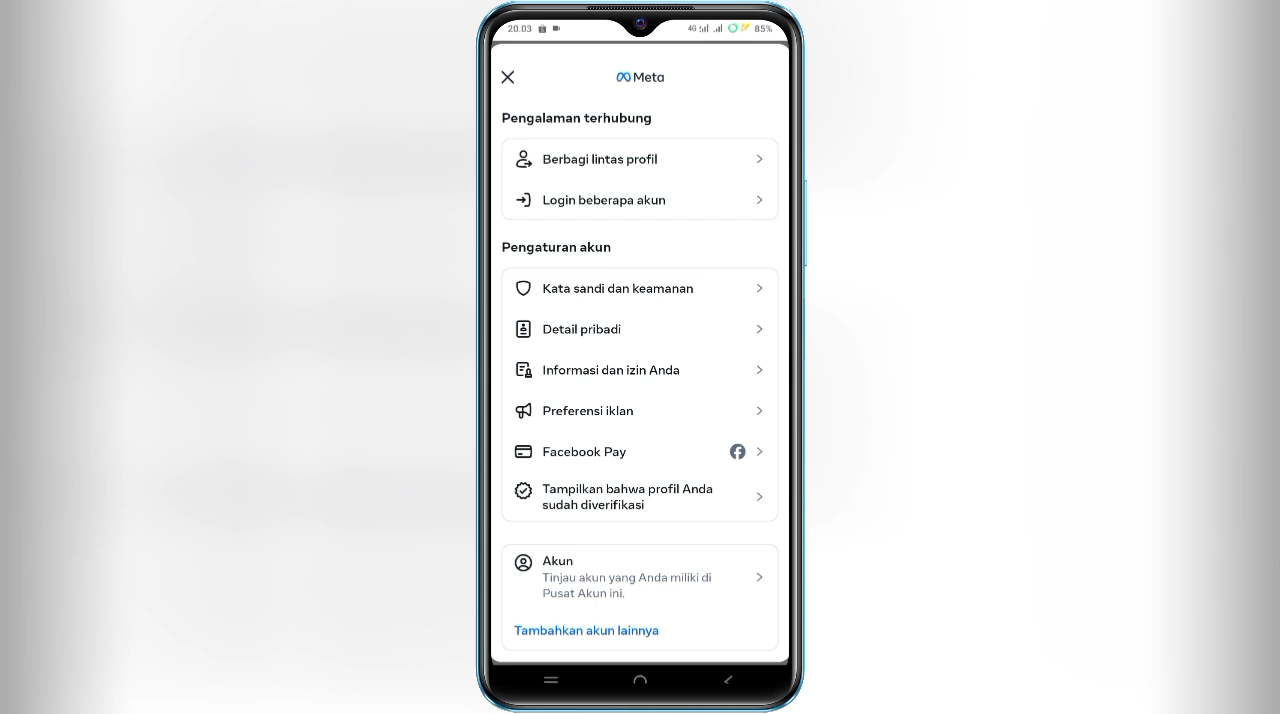 20.03 4G 85%
Meta
Pengalaman terhubung
Berbagi lintas profil
Login beberapa akun
Pengaturan akun
Kata sandi dan keamanan
Detail pribadi
Informasi dan izin Anda
Preferensi iklan
Facebook Pay
Tampilkan bahwa profil Anda
sudah diverifikasi
Akun
Tinjau akun yang Anda miliki di
Pusat Akun ini.
Tambahkan akun lainnya